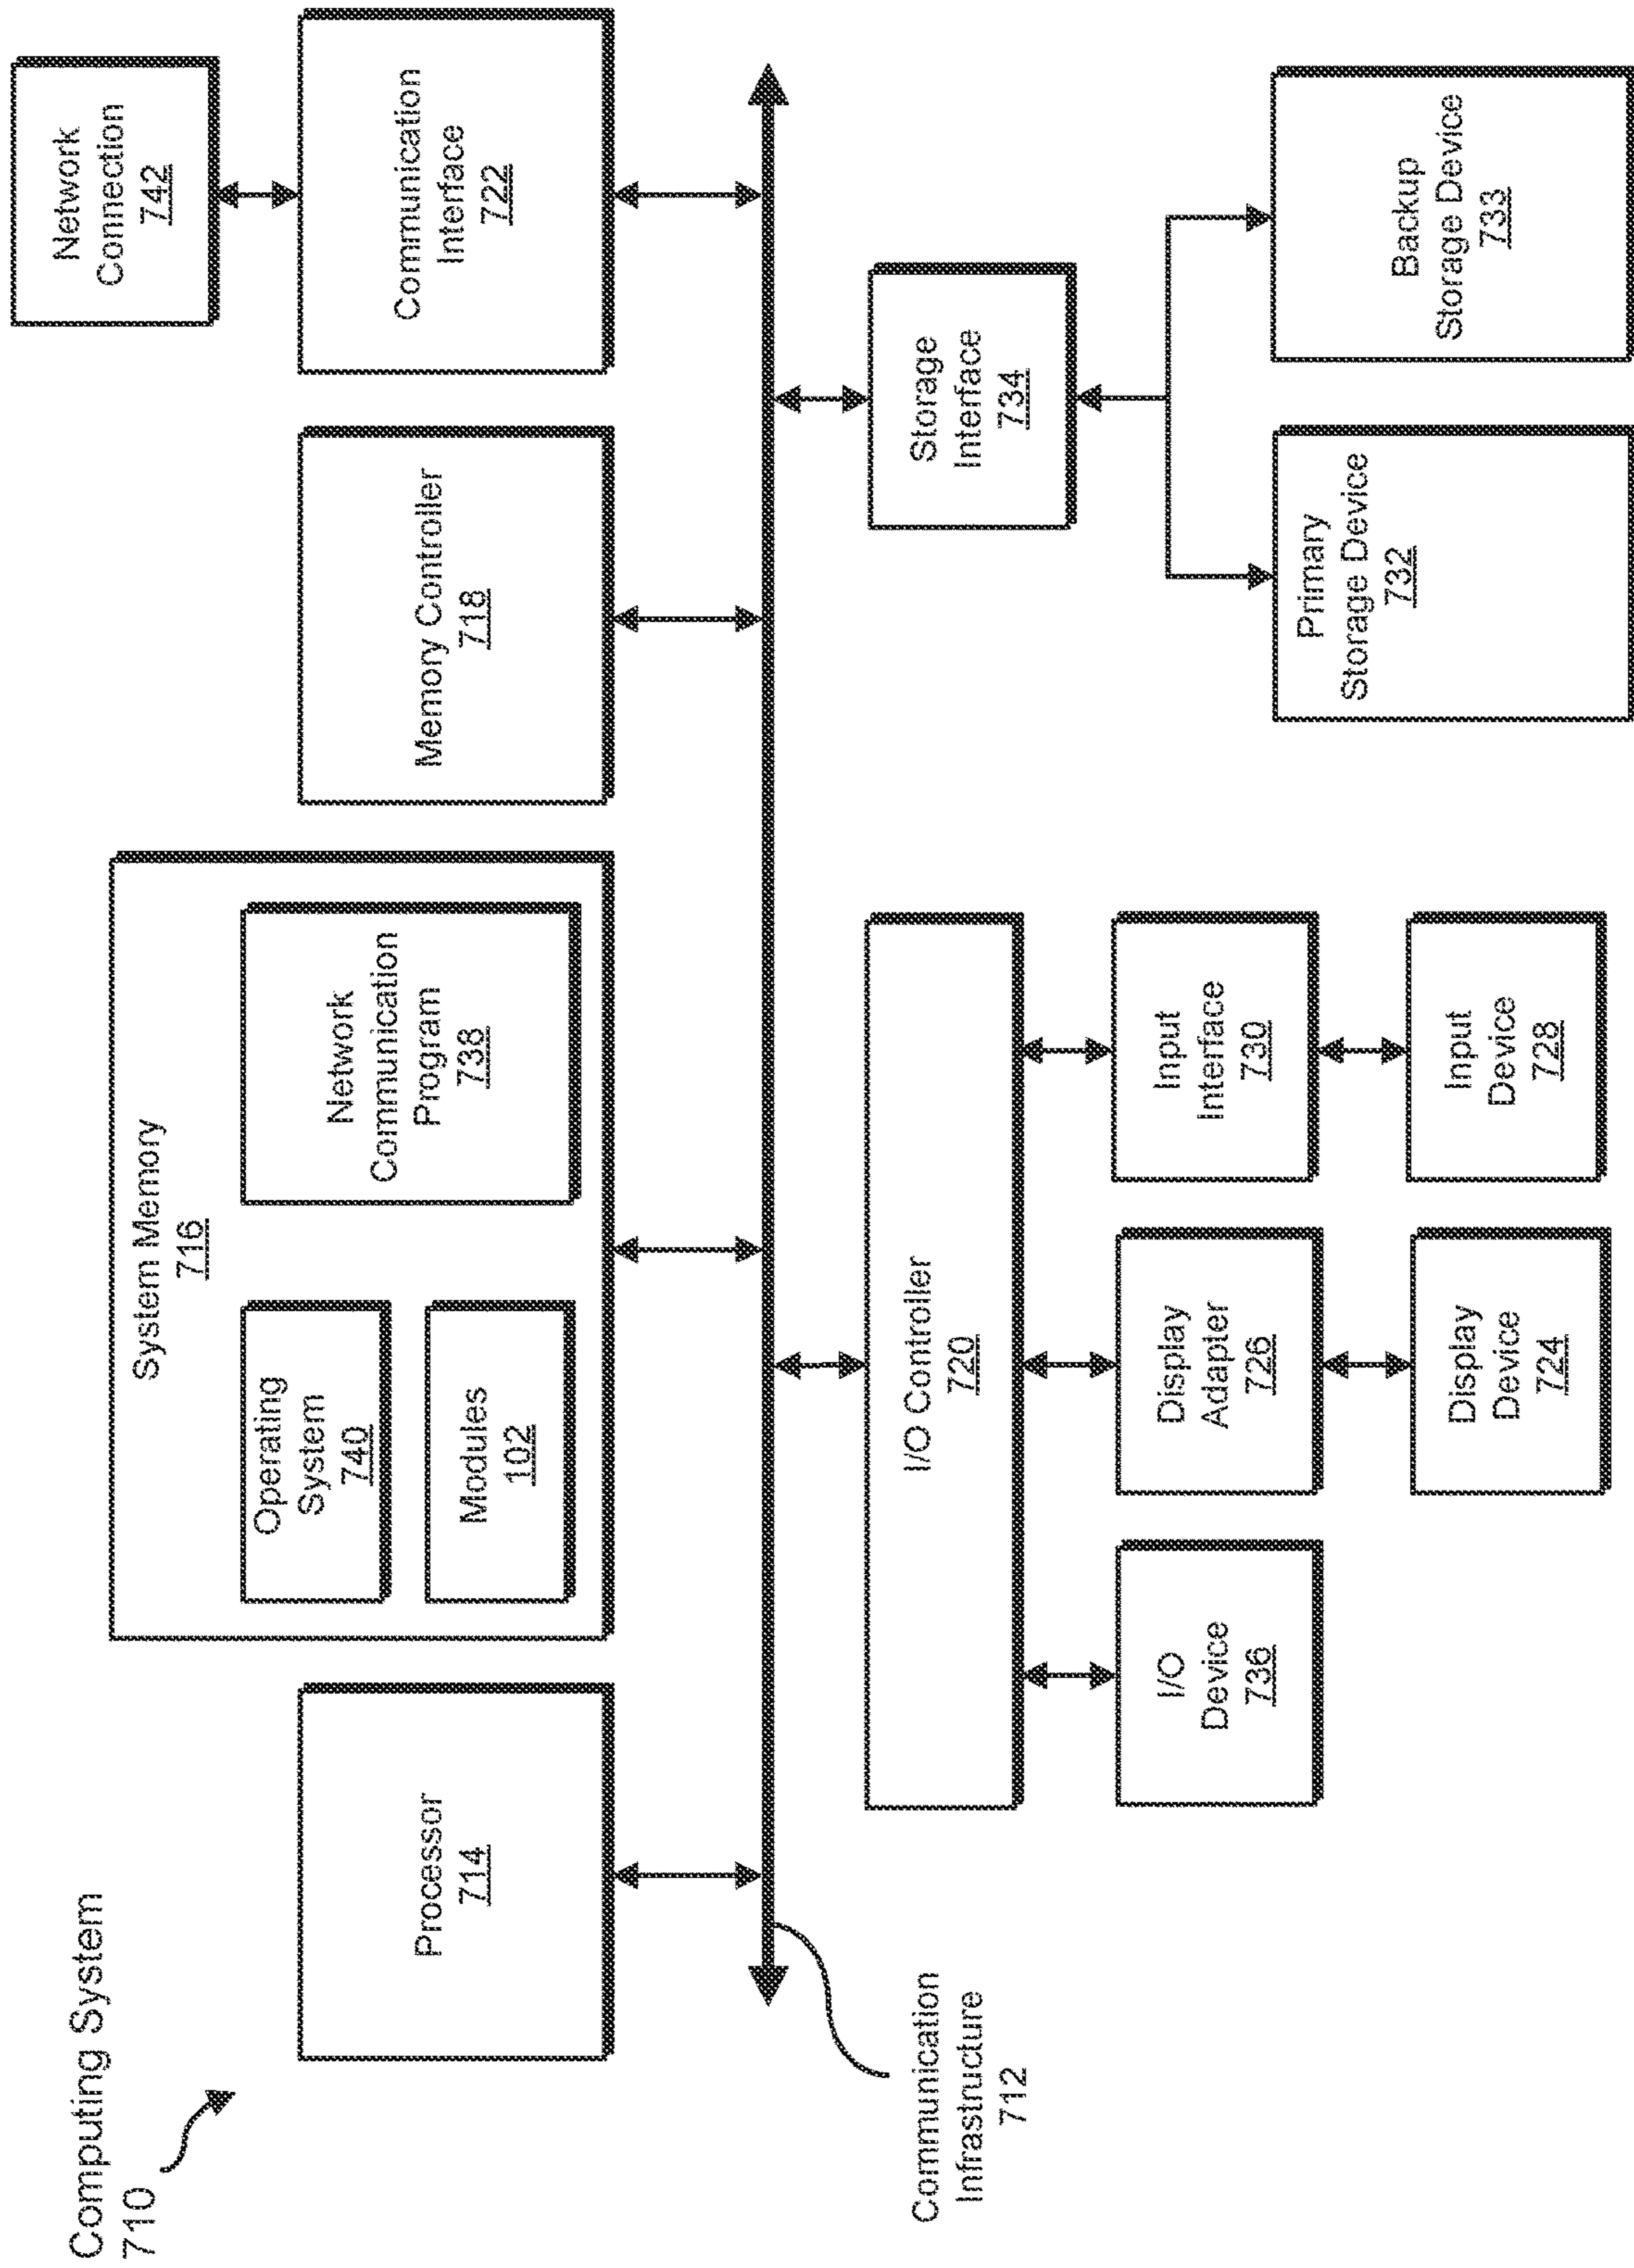 Computing System
710
Processor
714
System Memory
716
Operating
System
740
Modules
102
Network
Communication
Program
738
Memory Controller
718
Network
Connection
742
Communication
Interface
722
Communication
Infrastructure
712
I/O Controller
720
I/O
Device
736
Display
Adapter
726
Display
Device
724
Input
Interface
730
Input
Device
728
Storage
Interface
734
Primary
Storage Device
732
Backup
Storage Device
733